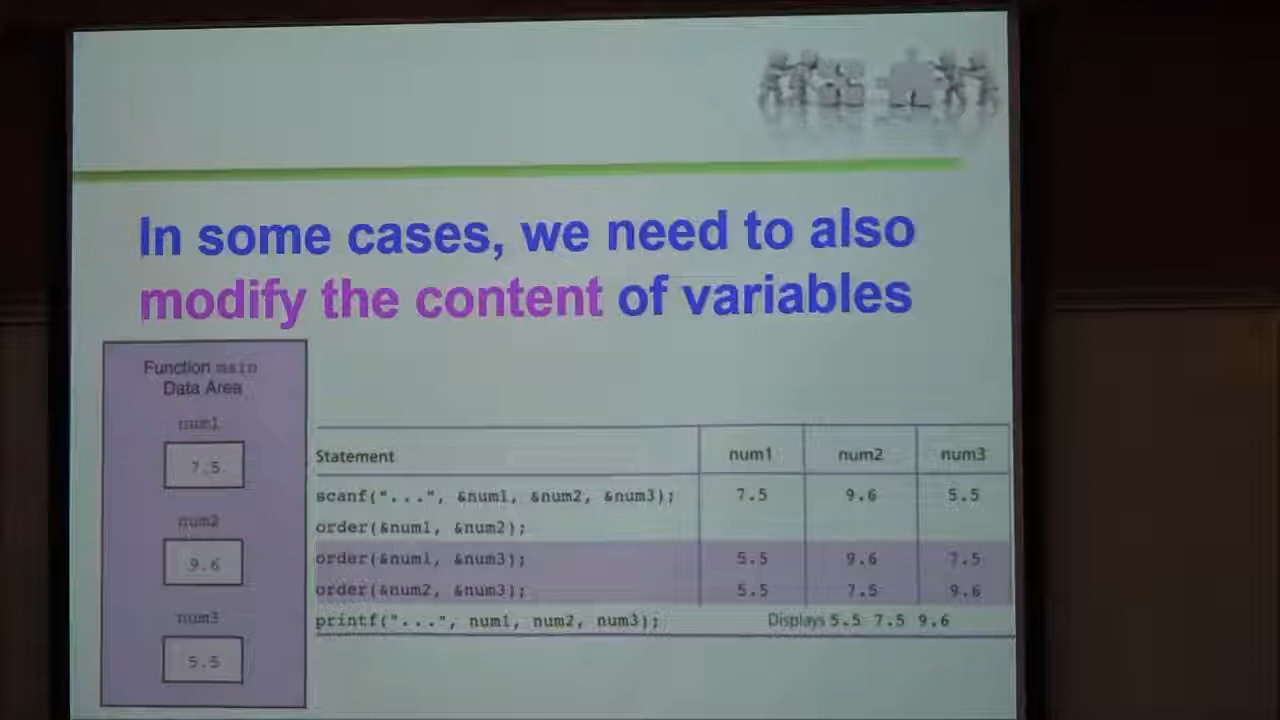 In some cases, we need to also
modify the content of variables
Function main
Data Area
num1
7.5
num2
9.6
num3
5.5
Statement num1 num2 num3
scanf("...", &num1, &num2, &num3); 7.5 9.6 5.5
order(&num1, &num2);
order(&num1, &num3); 5.5 9.6 7.5
order(&num2, &num3); 5.5 7.5 9.6
printf("...", num1, num2, num3); Displays 5.5 7.5 9.6